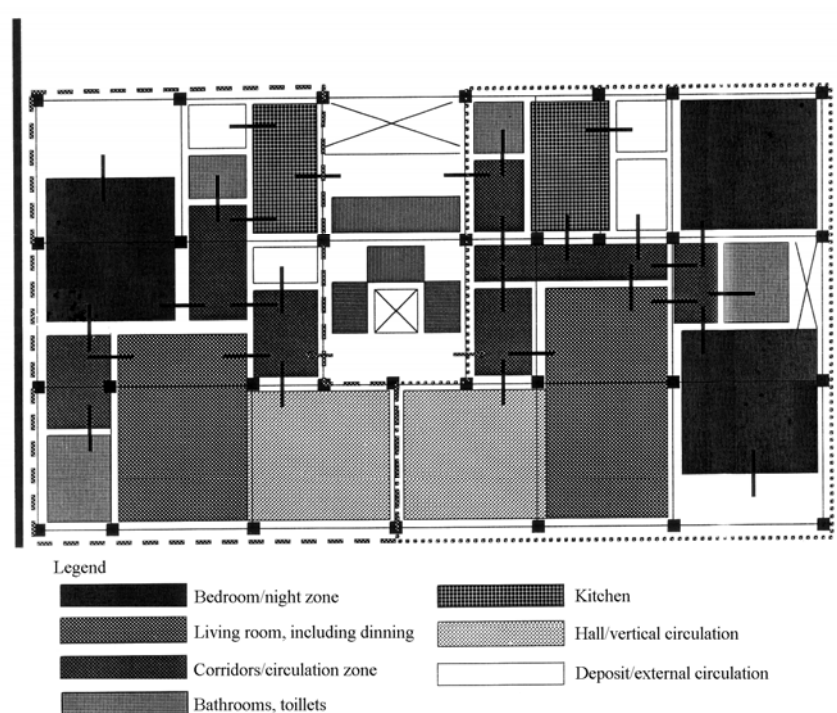 Legend
Bedroom/night zone
Living room, including dinning
Corridors/circulation zone
Bathrooms, toillets
Kitchen
Hall/vertical circulation
Deposit/external circulation